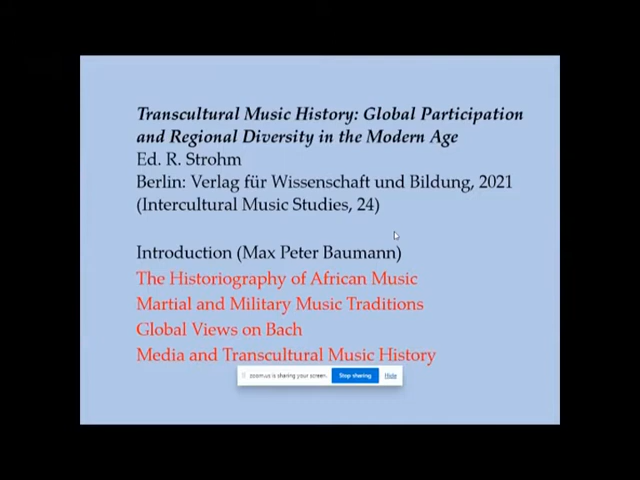 Transcultural Music History: Global Participation
and Regional Diversity in the Modern Age
Ed. R. Strohm
Berlin: Verlag für Wissenschaft und Bildung, 2021
(Intercultural Music Studies, 24)
Introduction (Max Peter Baumann)
The Historiography of African Music
Martial and Military Music Traditions
Global Views on Bach
Media and Transcultural Music History
zoom.us is sharing your screen. Stop sharing Hide